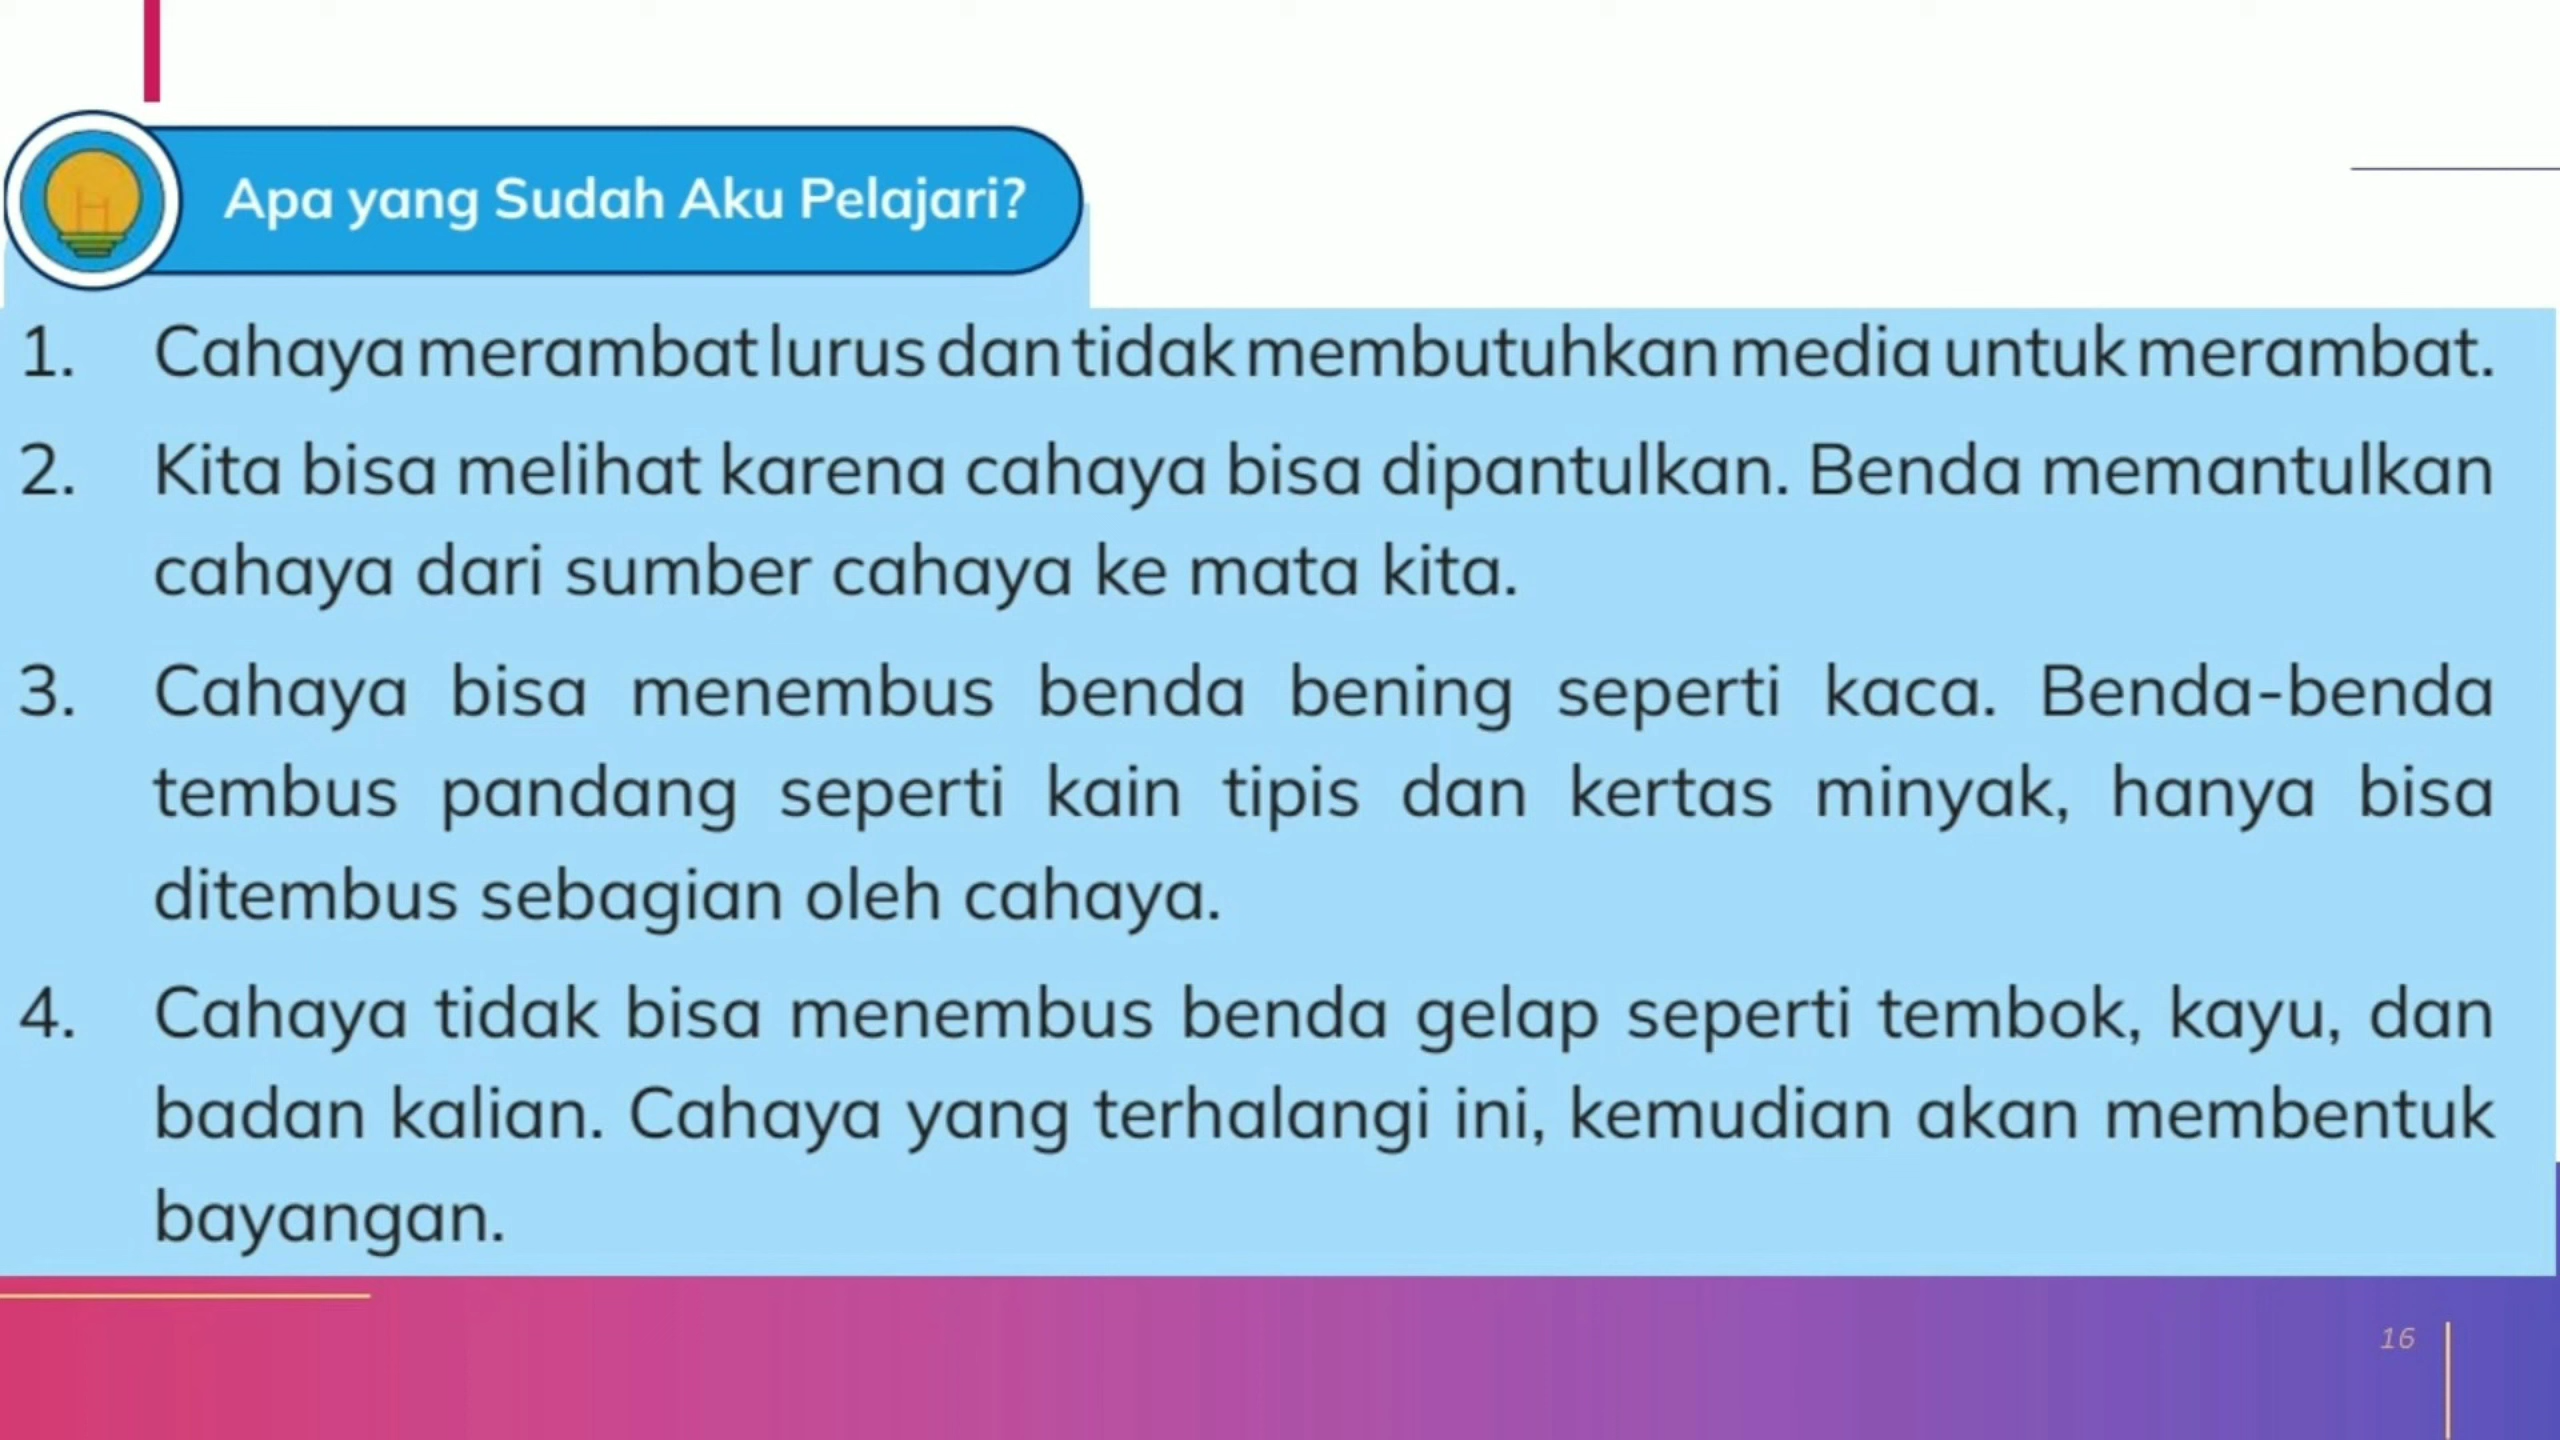 Apa yang Sudah Aku Pelajari?
1. Cahaya merambat lurus dan tidak membutuhkan media untuk merambat.
2. Kita bisa melihat karena cahaya bisa dipantulkan. Benda memantulkan
cahaya dari sumber cahaya ke mata kita.
3. Cahaya bisa menembus benda bening seperti kaca. Benda-benda
tembus pandang seperti kain tipis dan kertas minyak, hanya bisa
ditembus sebagian oleh cahaya.
4. Cahaya tidak bisa menembus benda gelap seperti tembok, kayu, dan
badan kalian. Cahaya yang terhalangi ini, kemudian akan membentuk
bayangan.
16